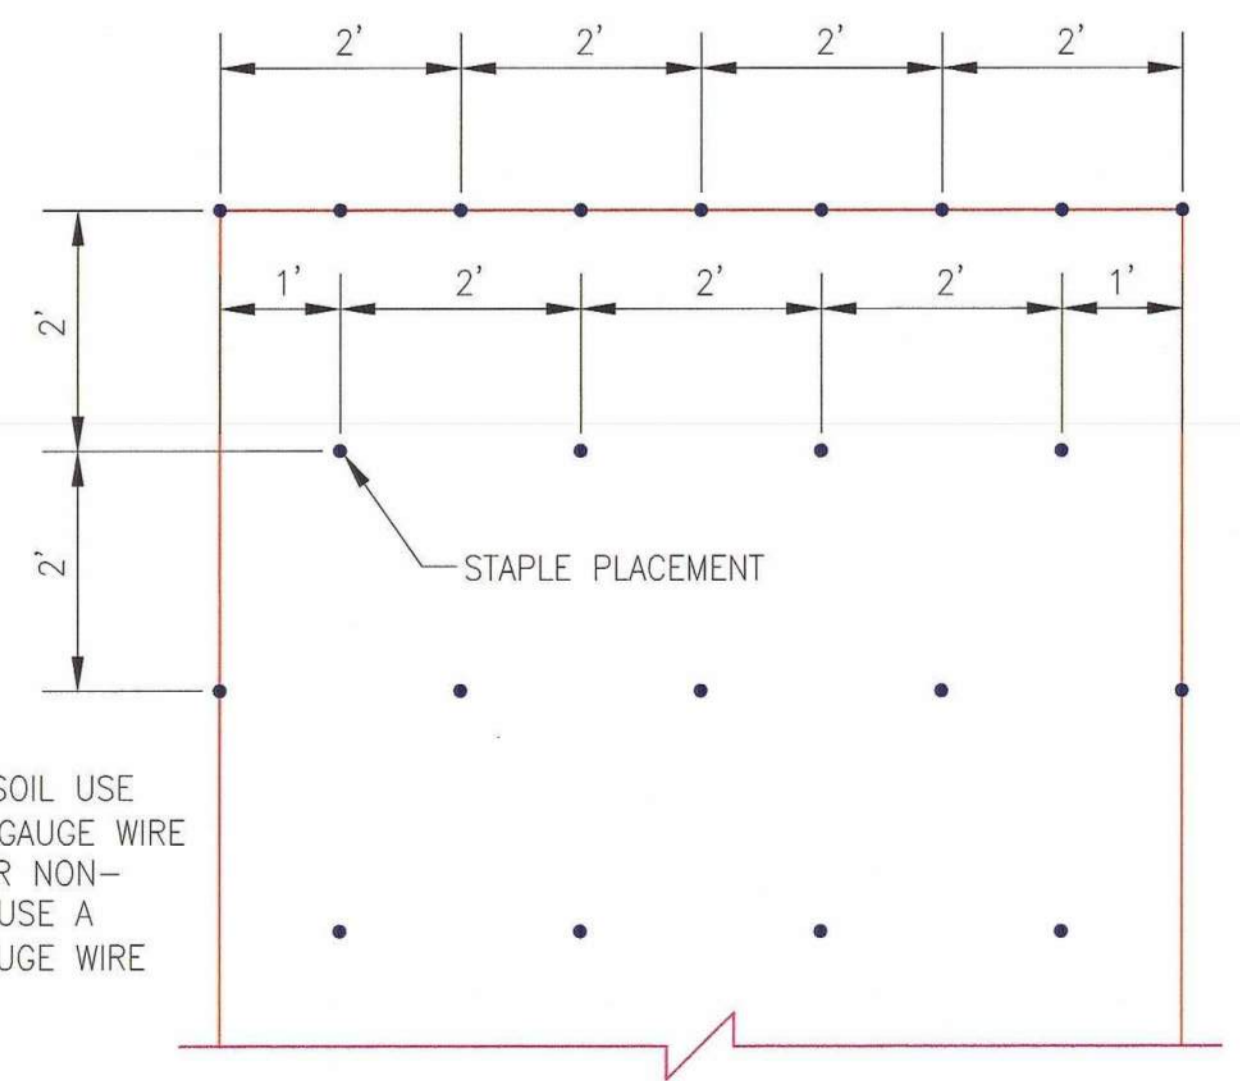 2' 2' 2' 2'
1' 2' 2' 2' 1'
2'
2'
STAPLE PLACEMENT
SOIL USE
GAUGE WIRE
R NON-
USE A
UGE WIRE